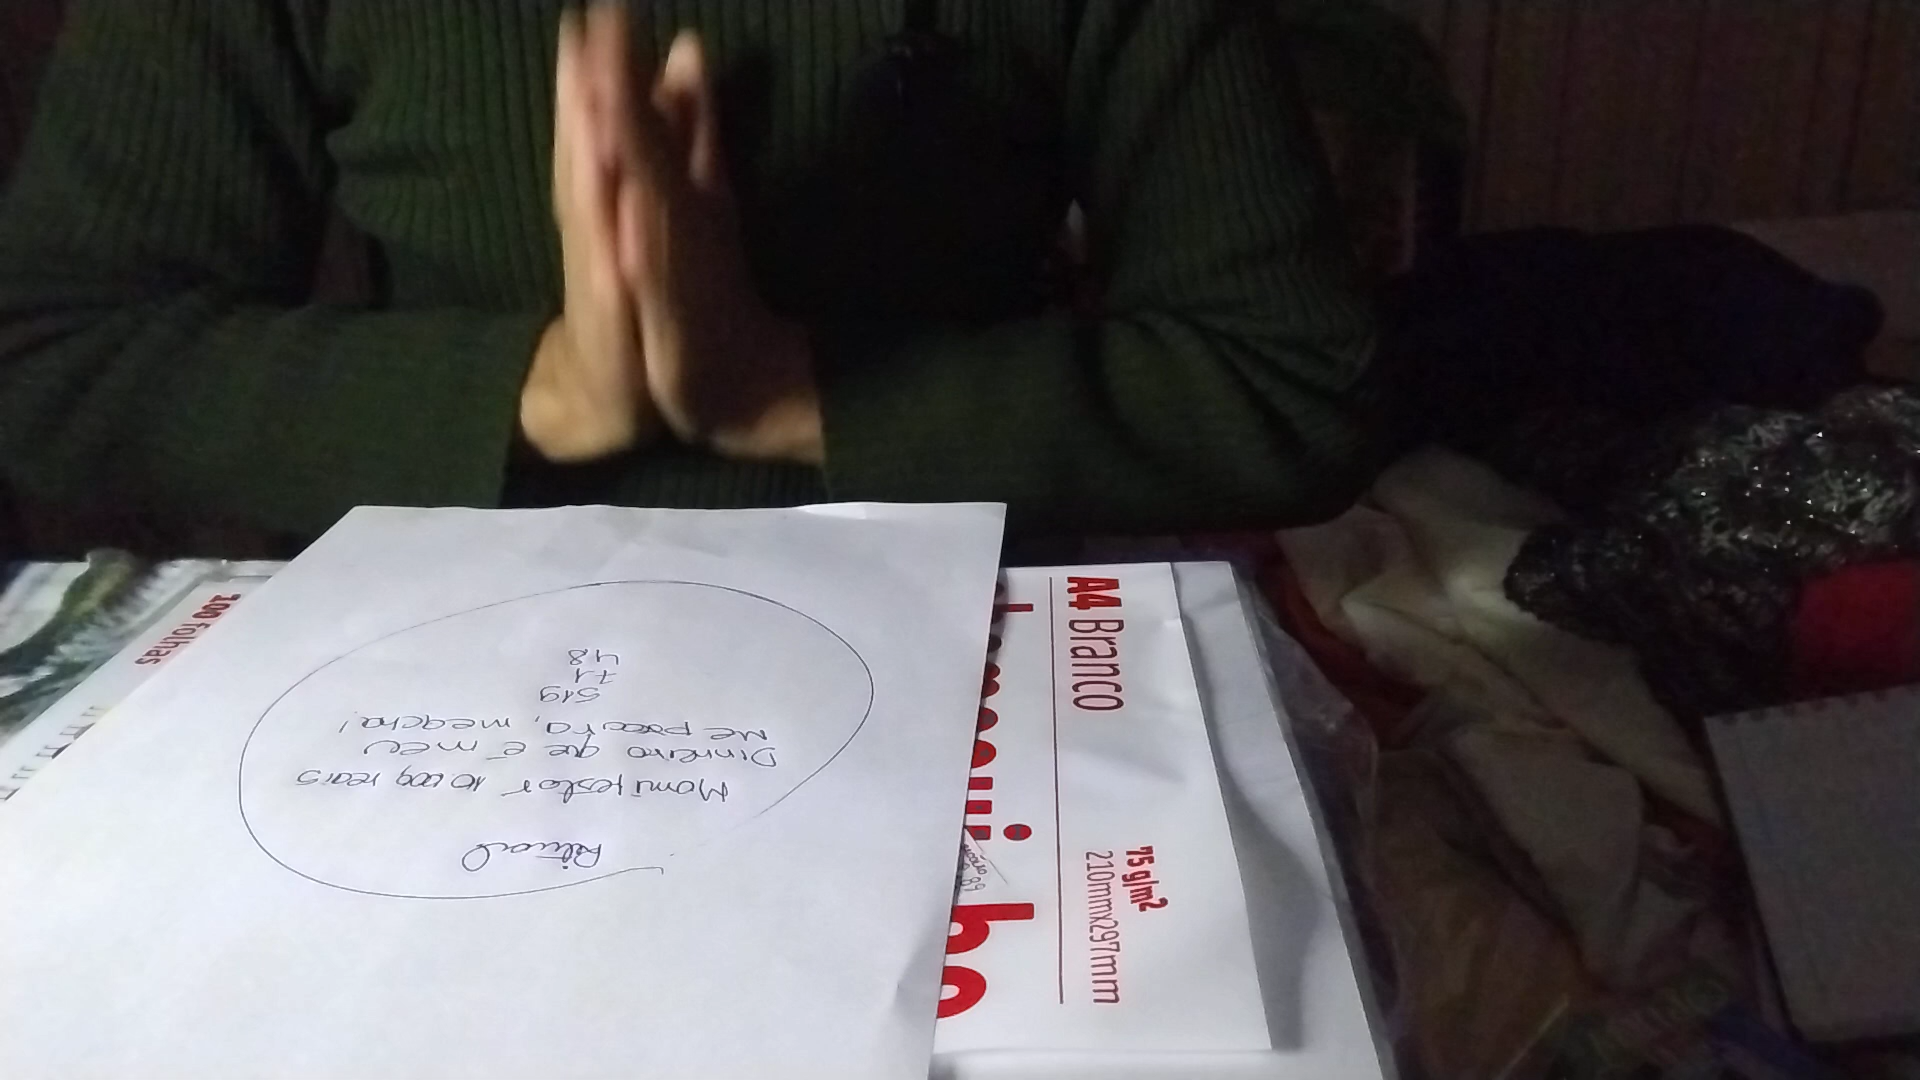 Ritual
Manifestar 10.000 reais
Dinheiro que é meu
me procura, me acha!
519
71
48
A4 Branco
75 g/m2
210mmx297mm
100 folhas